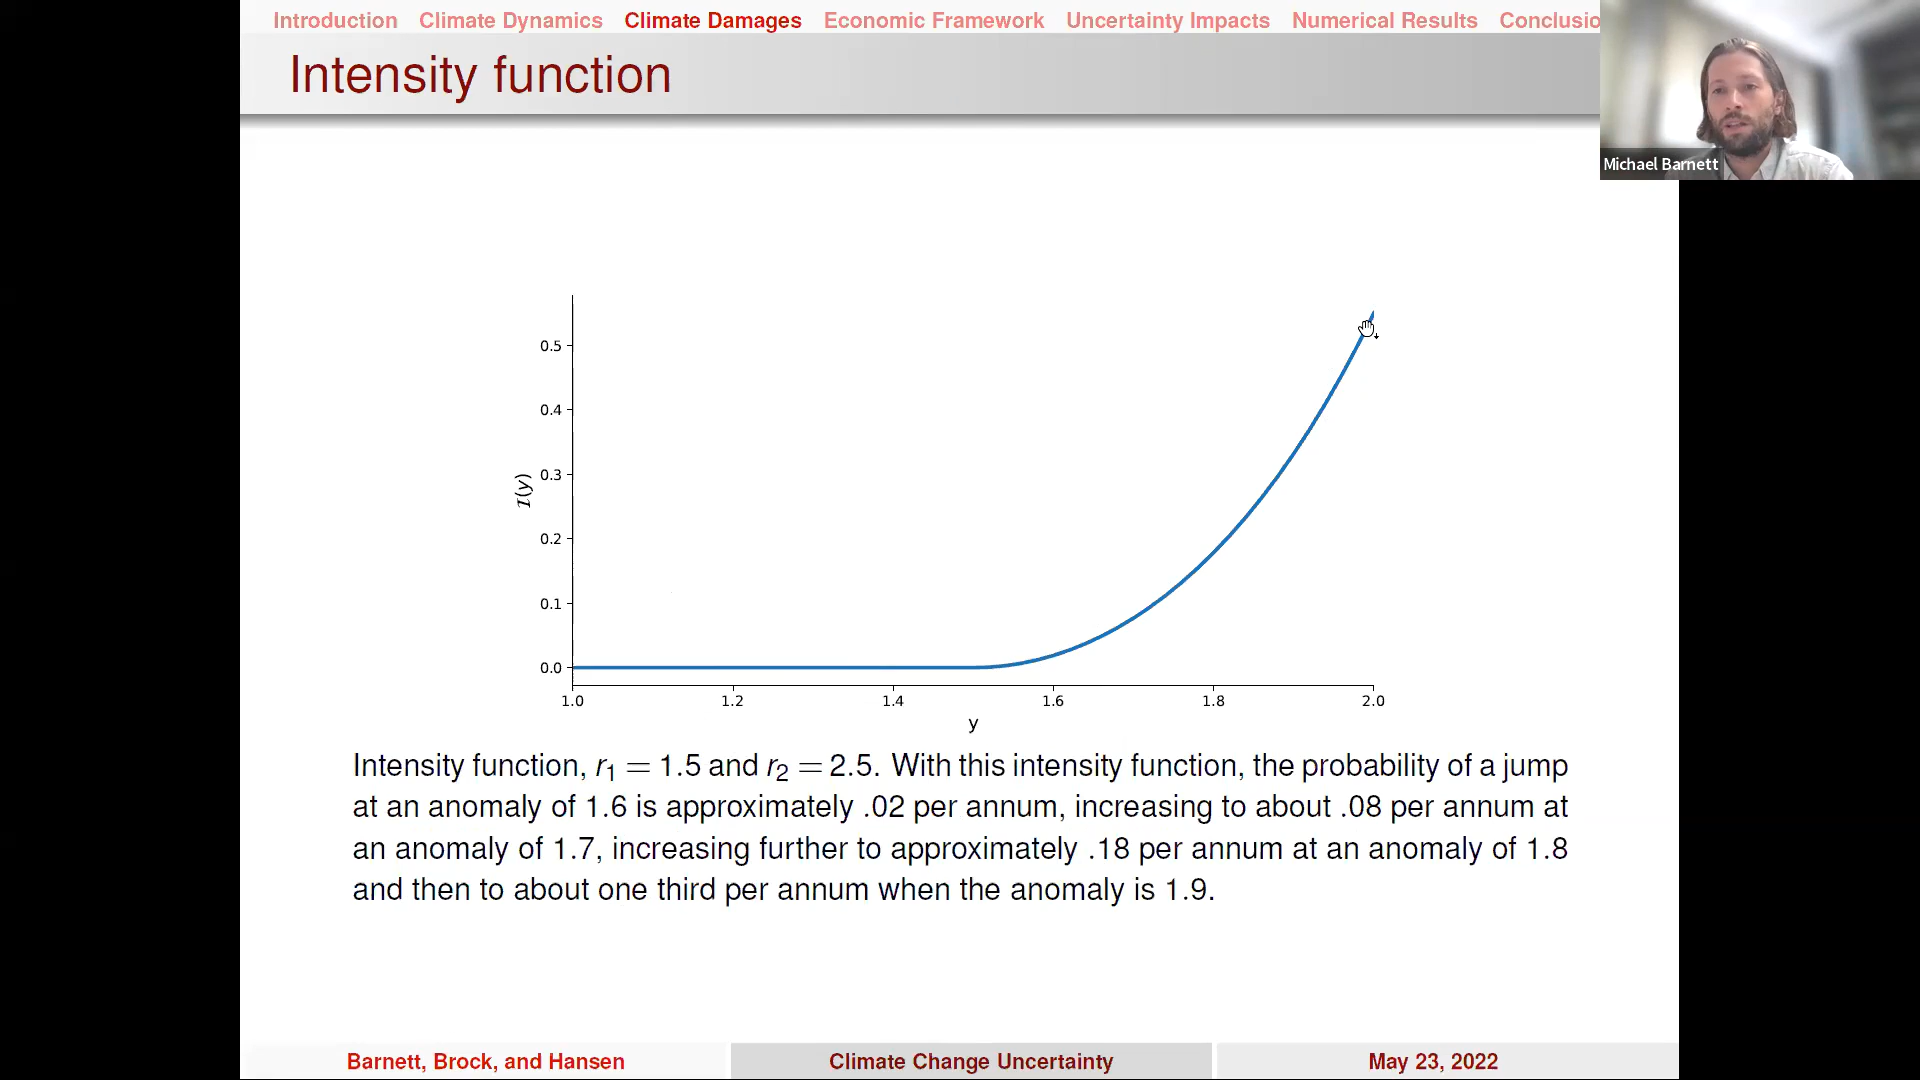 Introduction Climate Dynamics Climate Damages Economic Framework Uncertainty Impacts Numerical Results Conclusio
Intensity function
Michael Barnett
0.5
0.4
0.3
0.2
0.1
0.0
I(y)
1.0 1.2 1.4 1.6 1.8 2.0
y
Intensity function, r1 = 1.5 and r2 = 2.5. With this intensity function, the probability of a jump
at an anomaly of 1.6 is approximately .02 per annum, increasing to about .08 per annum at
an anomaly of 1.7, increasing further to approximately .18 per annum at an anomaly of 1.8
and then to about one third per annum when the anomaly is 1.9.
Barnett, Brock, and Hansen Climate Change Uncertainty May 23, 2022